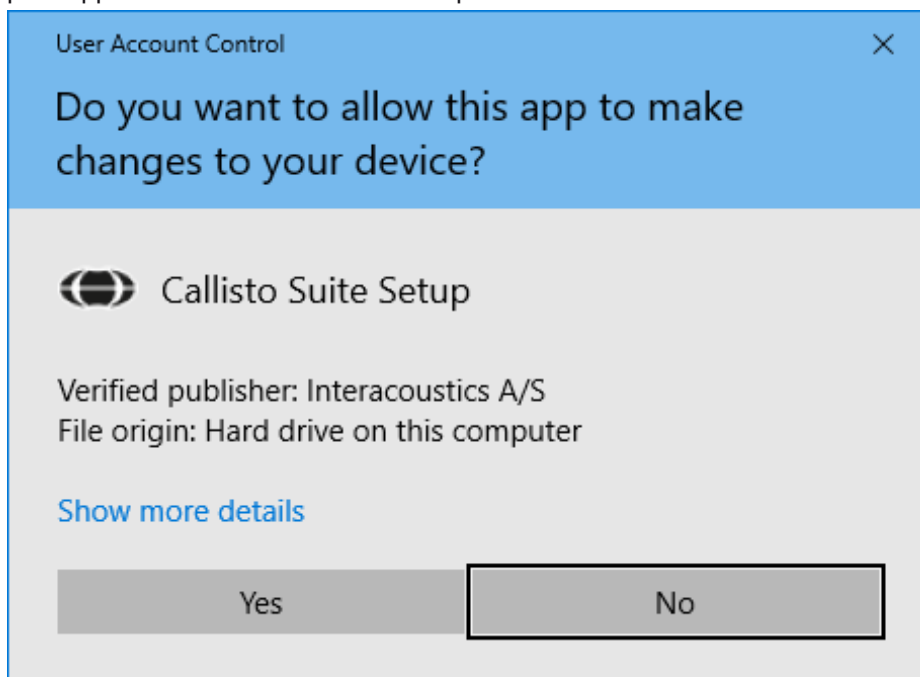 User Account Control
Do you want to allow this app to make
changes to your device?
Callisto Suite Setup
Verified publisher: Interacoustics A/S
File origin: Hard drive on this computer
Show more details
Yes
No